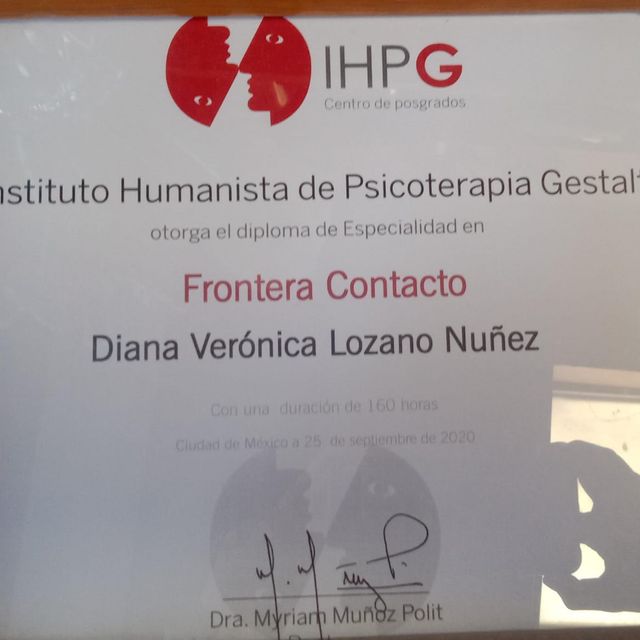 IHPG
Centro de posgrados
nstituto Humanista de Psicoterapia Gestalt
otorga el diploma de Especialidad en
Frontera Contacto
Diana Verónica Lozano Nuñez
Con una duración de 160 horas
Ciudad de México a 25 de septiembre de 2020
Dra. Myriam Muñoz Polit